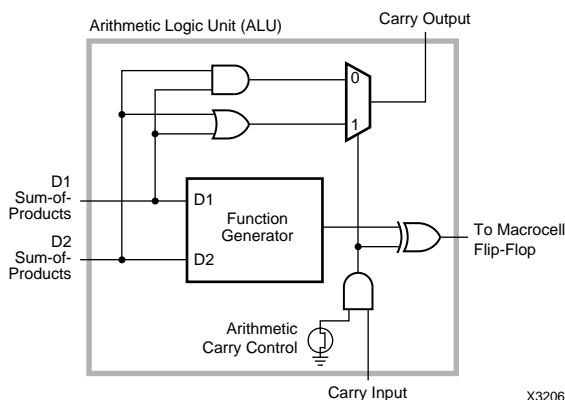 Carry Output
Arithmetic Logic Unit (ALU)
0
1
D1
Sum-of-
Products
D1
Function
Generator
D2
D2
Sum-of-
Products
To Macrocell
Flip-Flop
Arithmetic
Carry Control
Carry Input
X3206